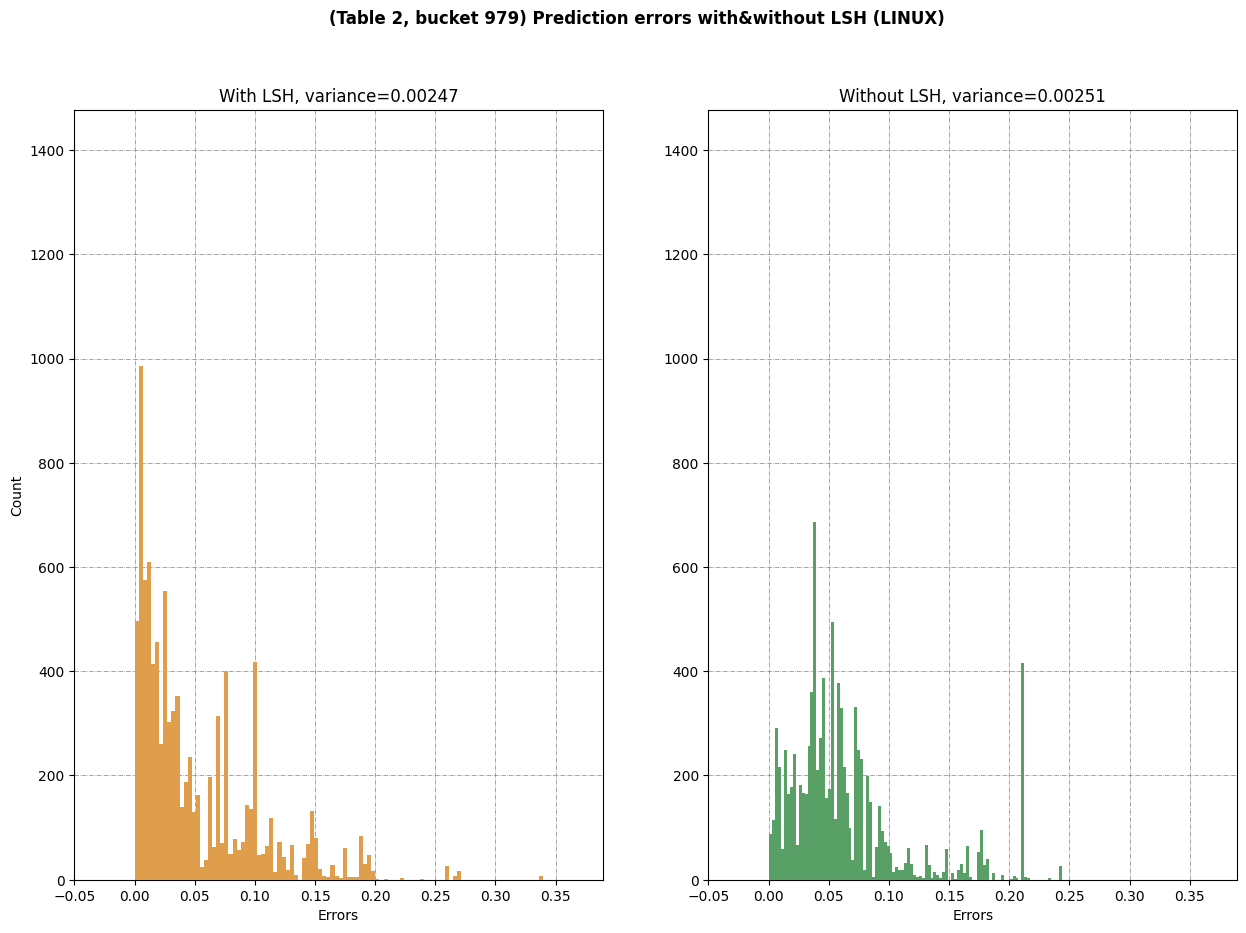 (Table 2, bucket 979) Prediction errors with&without LSH (LINUX)
With LSH, variance=0.00247
1400
1200
1000
800
600
400
200
0
Count
−0.05 0.00 0.05 0.10 0.15 0.20 0.25 0.30 0.35
Errors
Without LSH, variance=0.00251
1400
1200
1000
800
600
400
200
0
−0.05 0.00 0.05 0.10 0.15 0.20 0.25 0.30 0.35
Errors